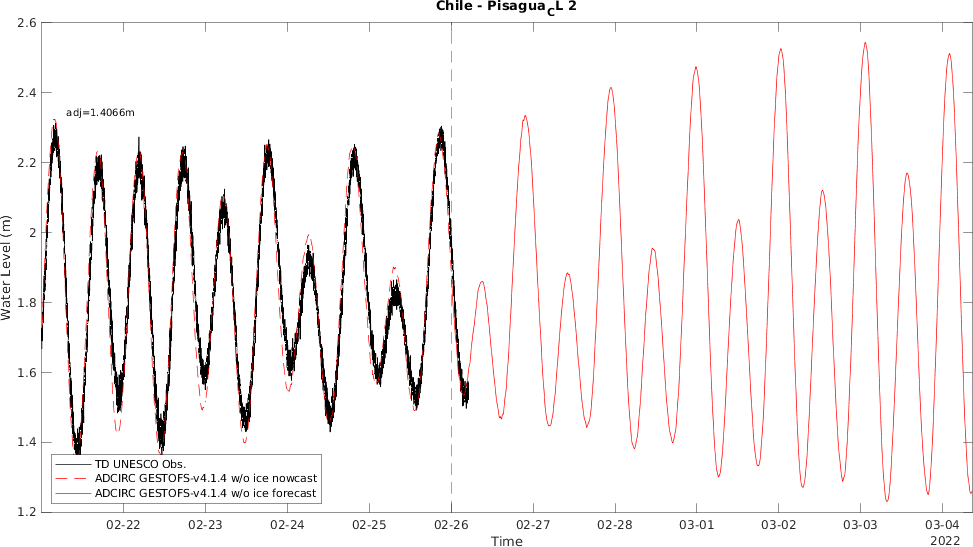 Chile - Pisagua_CL 2
2.6
2.4
2.2
2
1.8
1.6
1.4
1.2
Water Level (m)
adj=1.4066m
TD UNESCO Obs.
ADCIRC GESTOFS-v4.1.4 w/o ice nowcast
ADCIRC GESTOFS-v4.1.4 w/o ice forecast
02-22 02-23 02-24 02-25 02-26 02-27 02-28 03-01 03-02 03-03 03-04
Time
2022